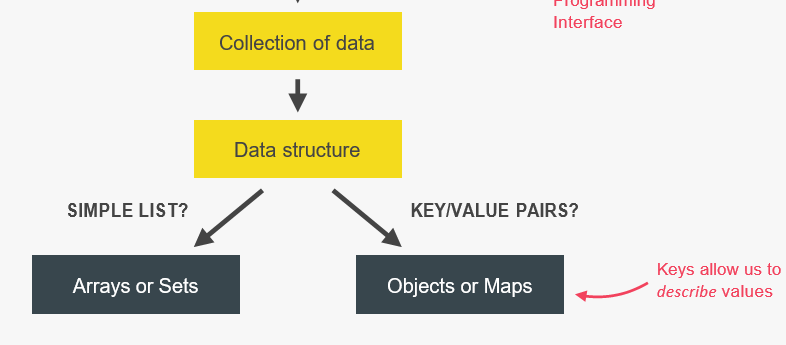 Programming
Interface
Collection of data
Data structure
SIMPLE LIST?
KEY/VALUE PAIRS?
Arrays or Sets
Objects or Maps
Keys allow us to
describe values